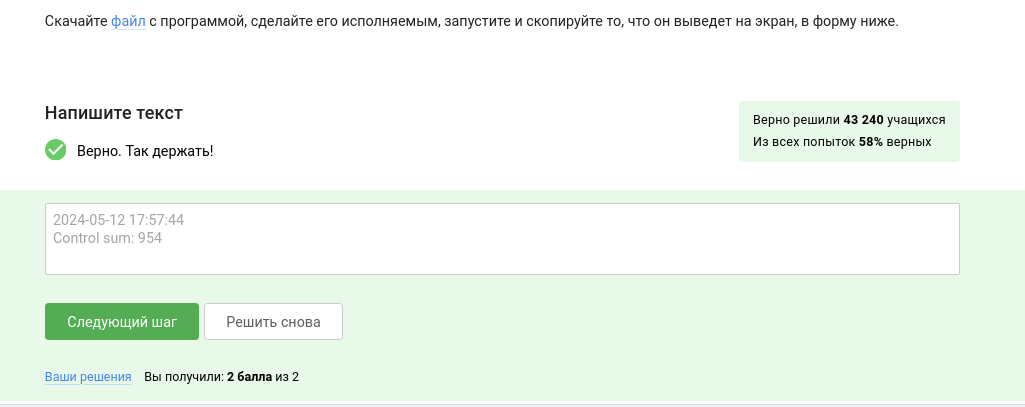 Скачайте файл с программой, сделайте его исполняемым, запустите и скопируйте то, что он выведет на экран, в форму ниже.
Напишите текст
Верно. Так держать!
Верно решили 43 240 учащихся
Из всех попыток 58% верных
2024-05-12 17:57:44
Control sum: 954
Следующий шаг
Решить снова
Ваши решения Вы получили: 2 балла из 2